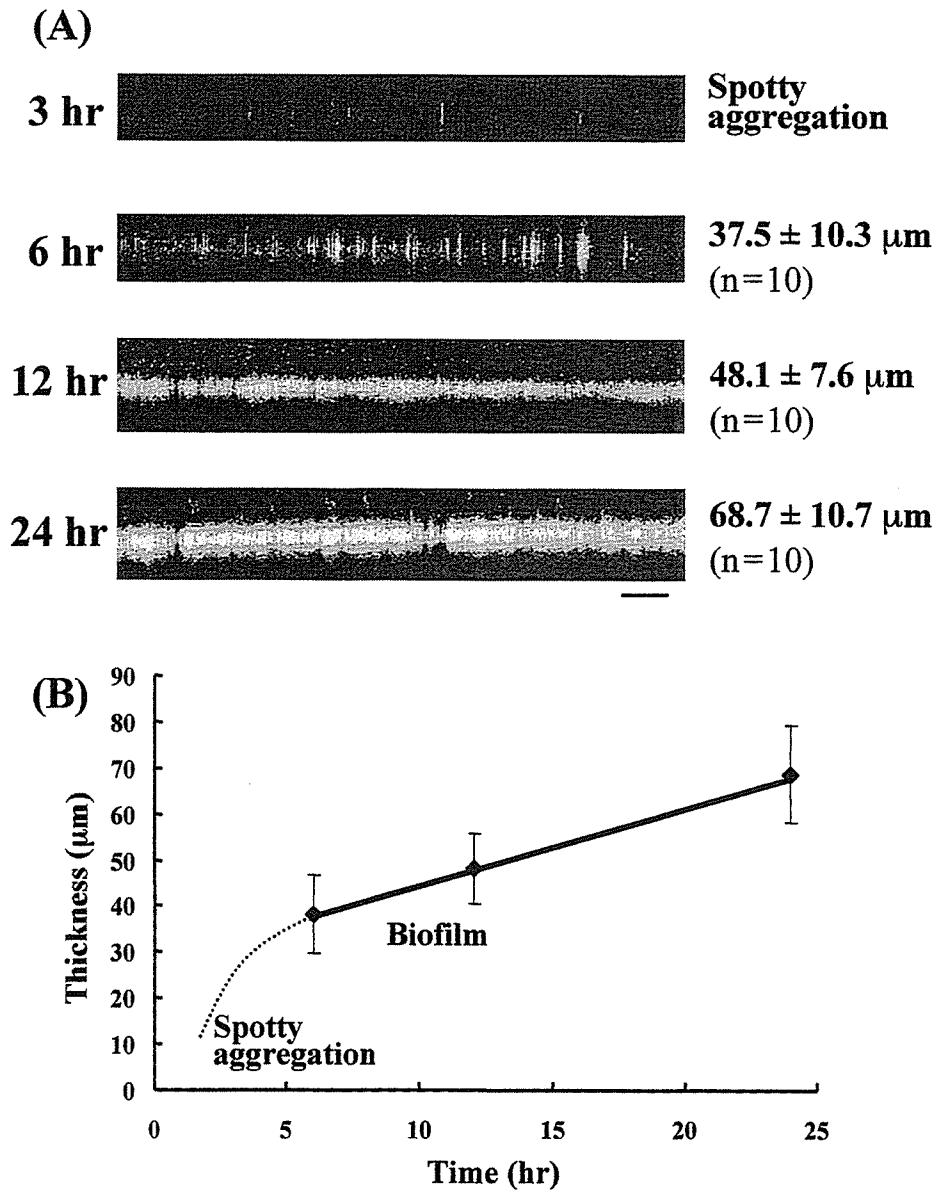 (A)
3 hr
Spotty
aggregation
6 hr
37.5 ± 10.3 μm
(n=10)
12 hr
48.1 ± 7.6 μm
(n=10)
24 hr
68.7 ± 10.7 μm
(n=10)
(B)
90
80
70
60
50
40
30
20
10
0
Thickness (μm)
Biofilm
Spotty
aggregation
0 5 10 15 20 25
Time (hr)